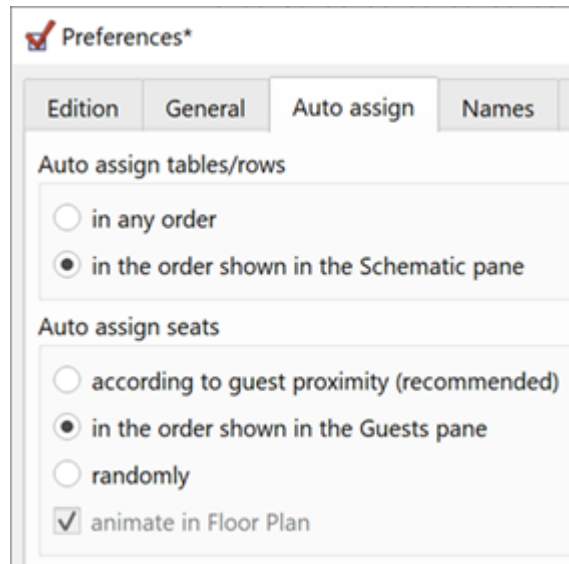 Preferences*
Edition General Auto assign Names
Auto assign tables/rows
in any order
in the order shown in the Schematic pane
Auto assign seats
according to guest proximity (recommended)
in the order shown in the Guests pane
randomly
animate in Floor Plan